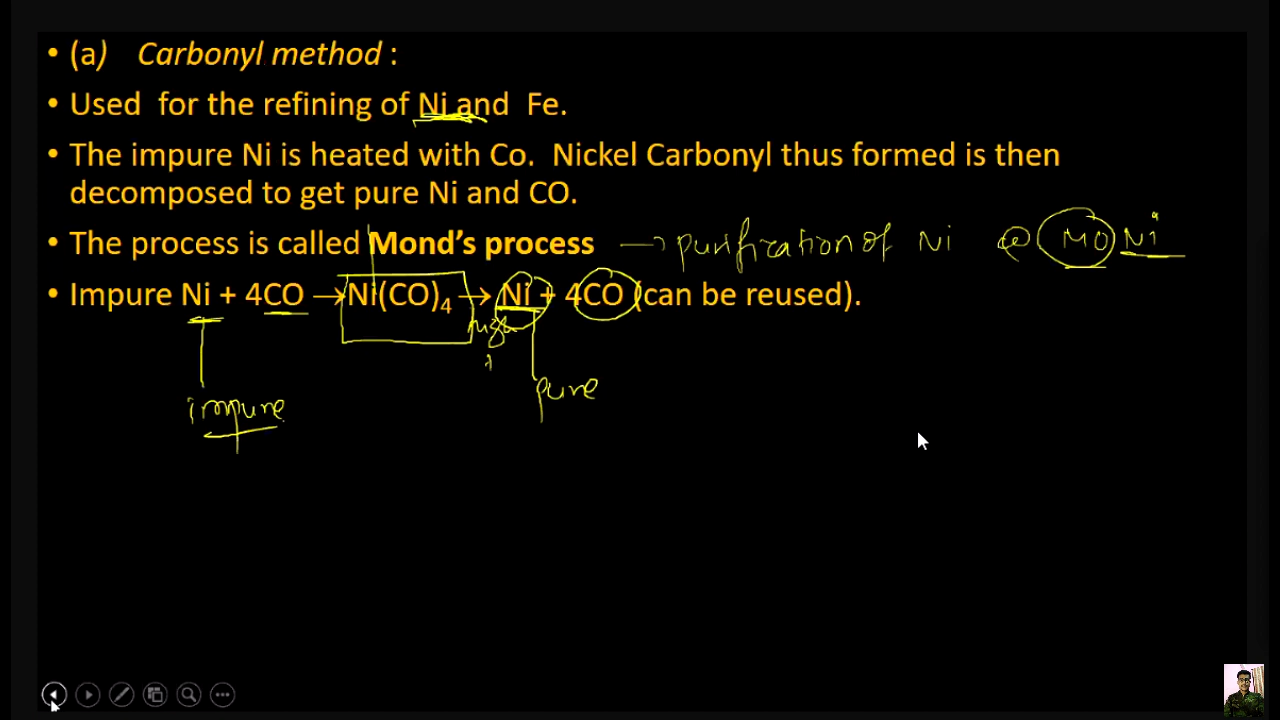 • (a) Carbonyl method :
• Used for the refining of Ni and Fe.
• The impure Ni is heated with Co. Nickel Carbonyl thus formed is then
decomposed to get pure Ni and CO.
• The process is called Mond's process → purification of Ni @ MO Ni
• Impure Ni + 4CO → Ni(CO)₄ → Ni + 4CO (can be reused).
high
pure
impure